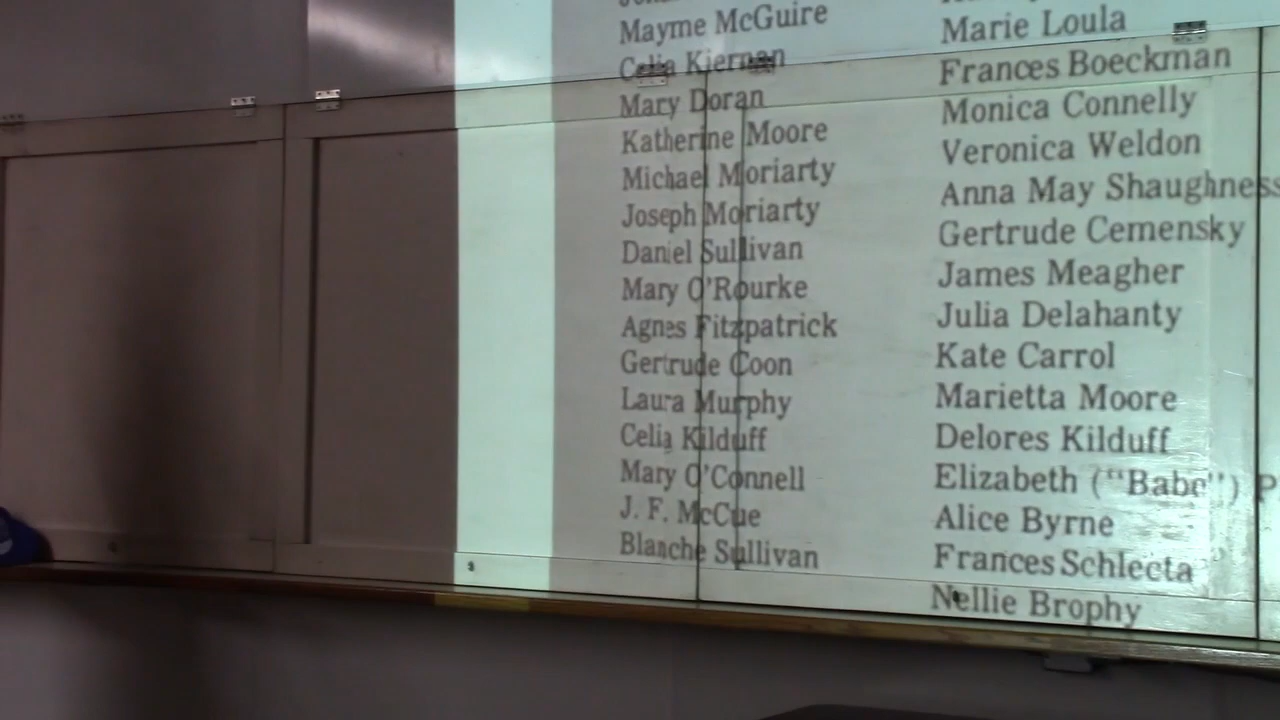 Mayme McGuire
Celia Kiernan
Mary Doran
Katherine Moore
Michael Moriarty
Joseph Moriarty
Daniel Sullivan
Mary O'Rourke
Agnes Fitzpatrick
Gertrude Coon
Laura Murphy
Celia Kilduff
Mary O'Connell
J. F. McCue
Blanche Sullivan
Marie Loula
Frances Boeckman
Monica Connelly
Veronica Weldon
Anna May Shaughness
Gertrude Cemensky
James Meagher
Julia Delahanty
Kate Carrol
Marietta Moore
Delores Kilduff
Elizabeth ("Babe") P
Alice Byrne
Frances Schlecta
Nellie Brophy